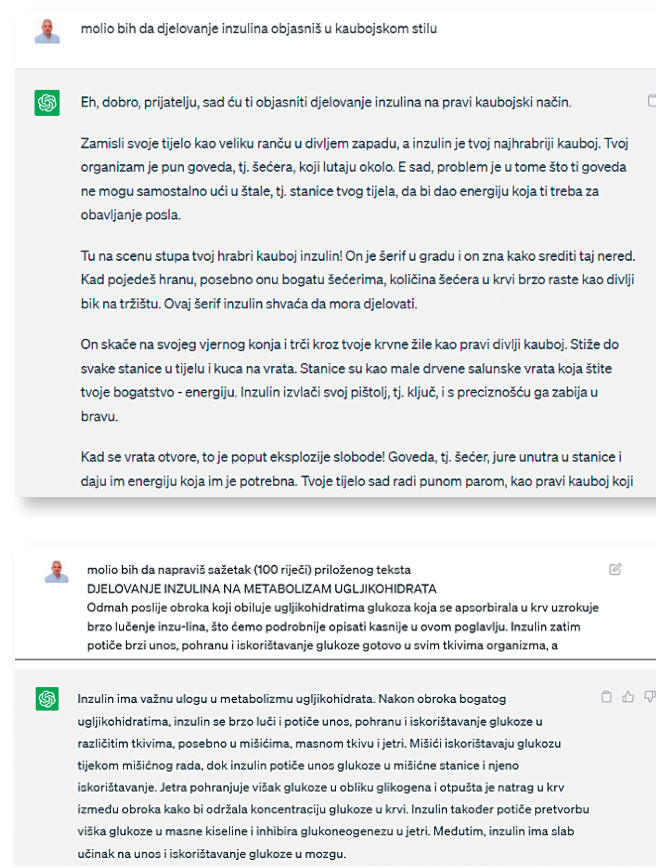 molio bih da djelovanje inzulina objasniš u kaubojskom stilu
Eh, dobro, prijatelju, sad ću ti objasniti djelovanje inzulina na pravi kaubojski način.
Zamisli svoje tijelo kao veliku ranču u divljem zapadu, a inzulin je tvoj najhrabriji kauboj. Tvoj
organizam je pun goveda, tj. šećera, koji lutaju okolo. E sad, problem je u tome što ti goveda
ne mogu samostalno ući u štale, tj. stanice tvog tijela, da bi dao energiju koja ti treba za
obavljanje posla.
Tu na scenu stupa tvoj hrabri kauboj inzulin! On je šerif u gradu i on zna kako srediti taj nered.
Kad pojedeš hranu, posebno onu bogatu šećerima, količina šećera u krvi brzo raste kao divlji
bik na tržištu. Ovaj šerif inzulin shvaća da mora djelovati.
On skače na svojeg vjernog konja i trči kroz tvoje krvne žile kao pravi divlji kauboj. Stiže do
svake stanice u tijelu i kuca na vrata. Stanice su kao male drvene salunske vrata koja štite
tvoje bogatstvo - energiju. Inzulin izvlači svoj pištolj, tj. ključ, i s preciznošću ga zabija u
bravu.
Kad se vrata otvore, to je poput eksplozije slobode! Goveda, tj. šećer, jure unutra u stanice i
daju im energiju koja im je potrebna. Tvoje tijelo sad radi punom parom, kao pravi kauboj koji
molio bih da napraviš sažetak (100 riječi) priloženog teksta
DJELOVANJE INZULINA NA METABOLIZAM UGLJIKOHIDRATA
Odmah poslije obroka koji obiluje ugljikohidratima glukoza koja se apsorbirala u krv uzrokuje
brzo lučenje inzu-lina, što ćemo podrobnije opisati kasnije u ovom poglavlju. Inzulin zatim
potiče brzi unos, pohranu i iskorištavanje glukoze gotovo u svim tkivima organizma, a
Inzulin ima važnu ulogu u metabolizmu ugljikohidrata. Nakon obroka bogatog
ugljikohidratima, inzulin se brzo luči i potiče unos, pohranu i iskorištavanje glukoze u
različitim tkivima, posebno u mišićima, masnom tkivu i jetri. Mišići iskorištavaju glukozu
tijekom mišićnog rada, dok inzulin potiče unos glukoze u mišićne stanice i njeno
iskorištavanje. Jetra pohranjuje višak glukoze u obliku glikogena i otpušta je natrag u krv
između obroka kako bi održala koncentraciju glukoze u krvi. Inzulin također potiče pretvorbu
viška glukoze u masne kiseline i inhibira glukoneogenezu u jetri. Međutim, inzulin ima slab
učinak na unos i iskorištavanje glukoze u mozgu.